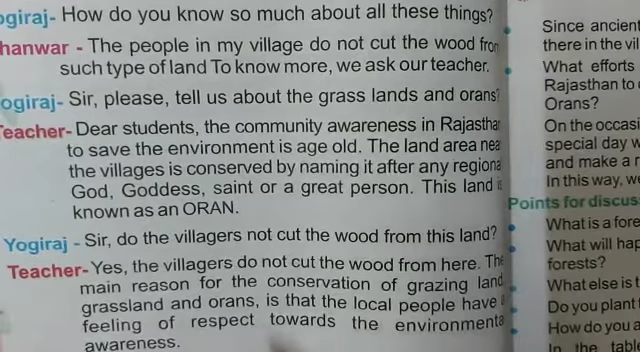 ogiraj- How do you know so much about all these things?
hanwar - The people in my village do not cut the wood from
such type of land To know more, we ask our teacher.
ogiraj- Sir, please, tell us about the grass lands and orans?
Teacher- Dear students, the community awareness in Rajasthan
to save the environment is age old. The land area nea
the villages is conserved by naming it after any regiona
God, Goddess, saint or a great person. This land is
known as an ORAN.
Yogiraj - Sir, do the villagers not cut the wood from this land?
Teacher- Yes, the villagers do not cut the wood from here. The
main reason for the conservation of grazing land
grassland and orans, is that the local people have a
feeling of respect towards the environmenta
awareness.
Since ancient
there in the vil
What efforts
Rajasthan to
Orans?
On the occasi
special day w
and make a r
In this way, we
Points for discus
What is a fore
What will hap
forests?
What else is t
Do you plant
How do you a
In the table